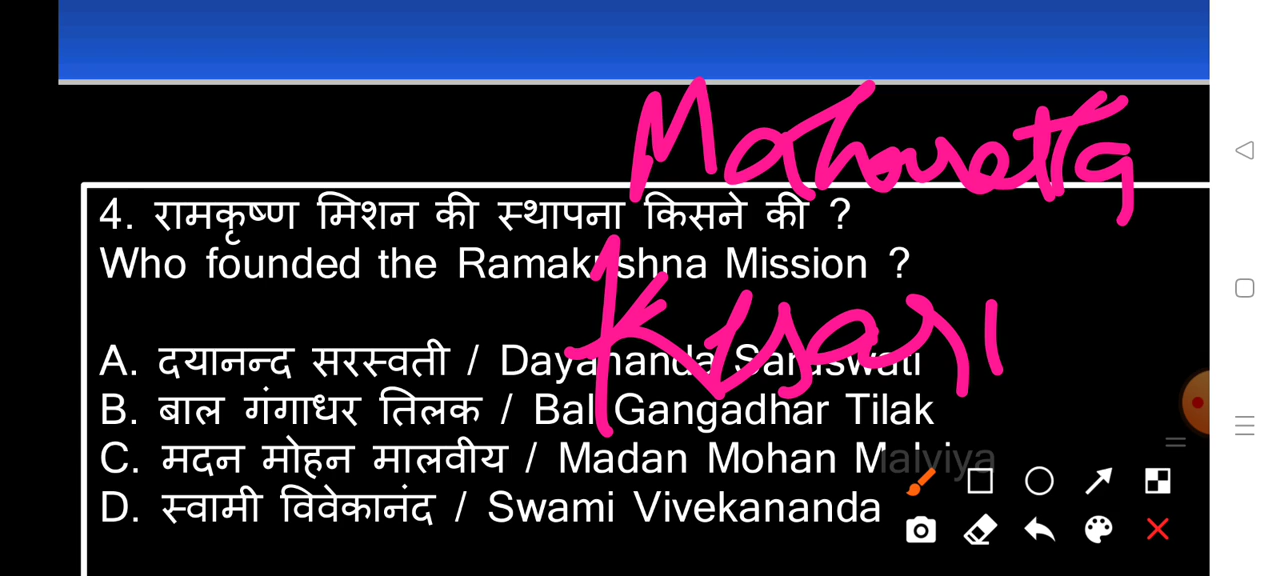 Mahavetta
4. रामकृष्ण मिशन की स्थापना किसने की ?
Who founded the Ramakrishna Mission ?
Kesari
A. दयानन्द सरस्वती / Dayananda Saraswati
B. बाल गंगाधर तिलक / Bal Gangadhar Tilak
C. मदन मोहन मालवीय / Madan Mohan Malviya
D. स्वामी विवेकानंद / Swami Vivekananda